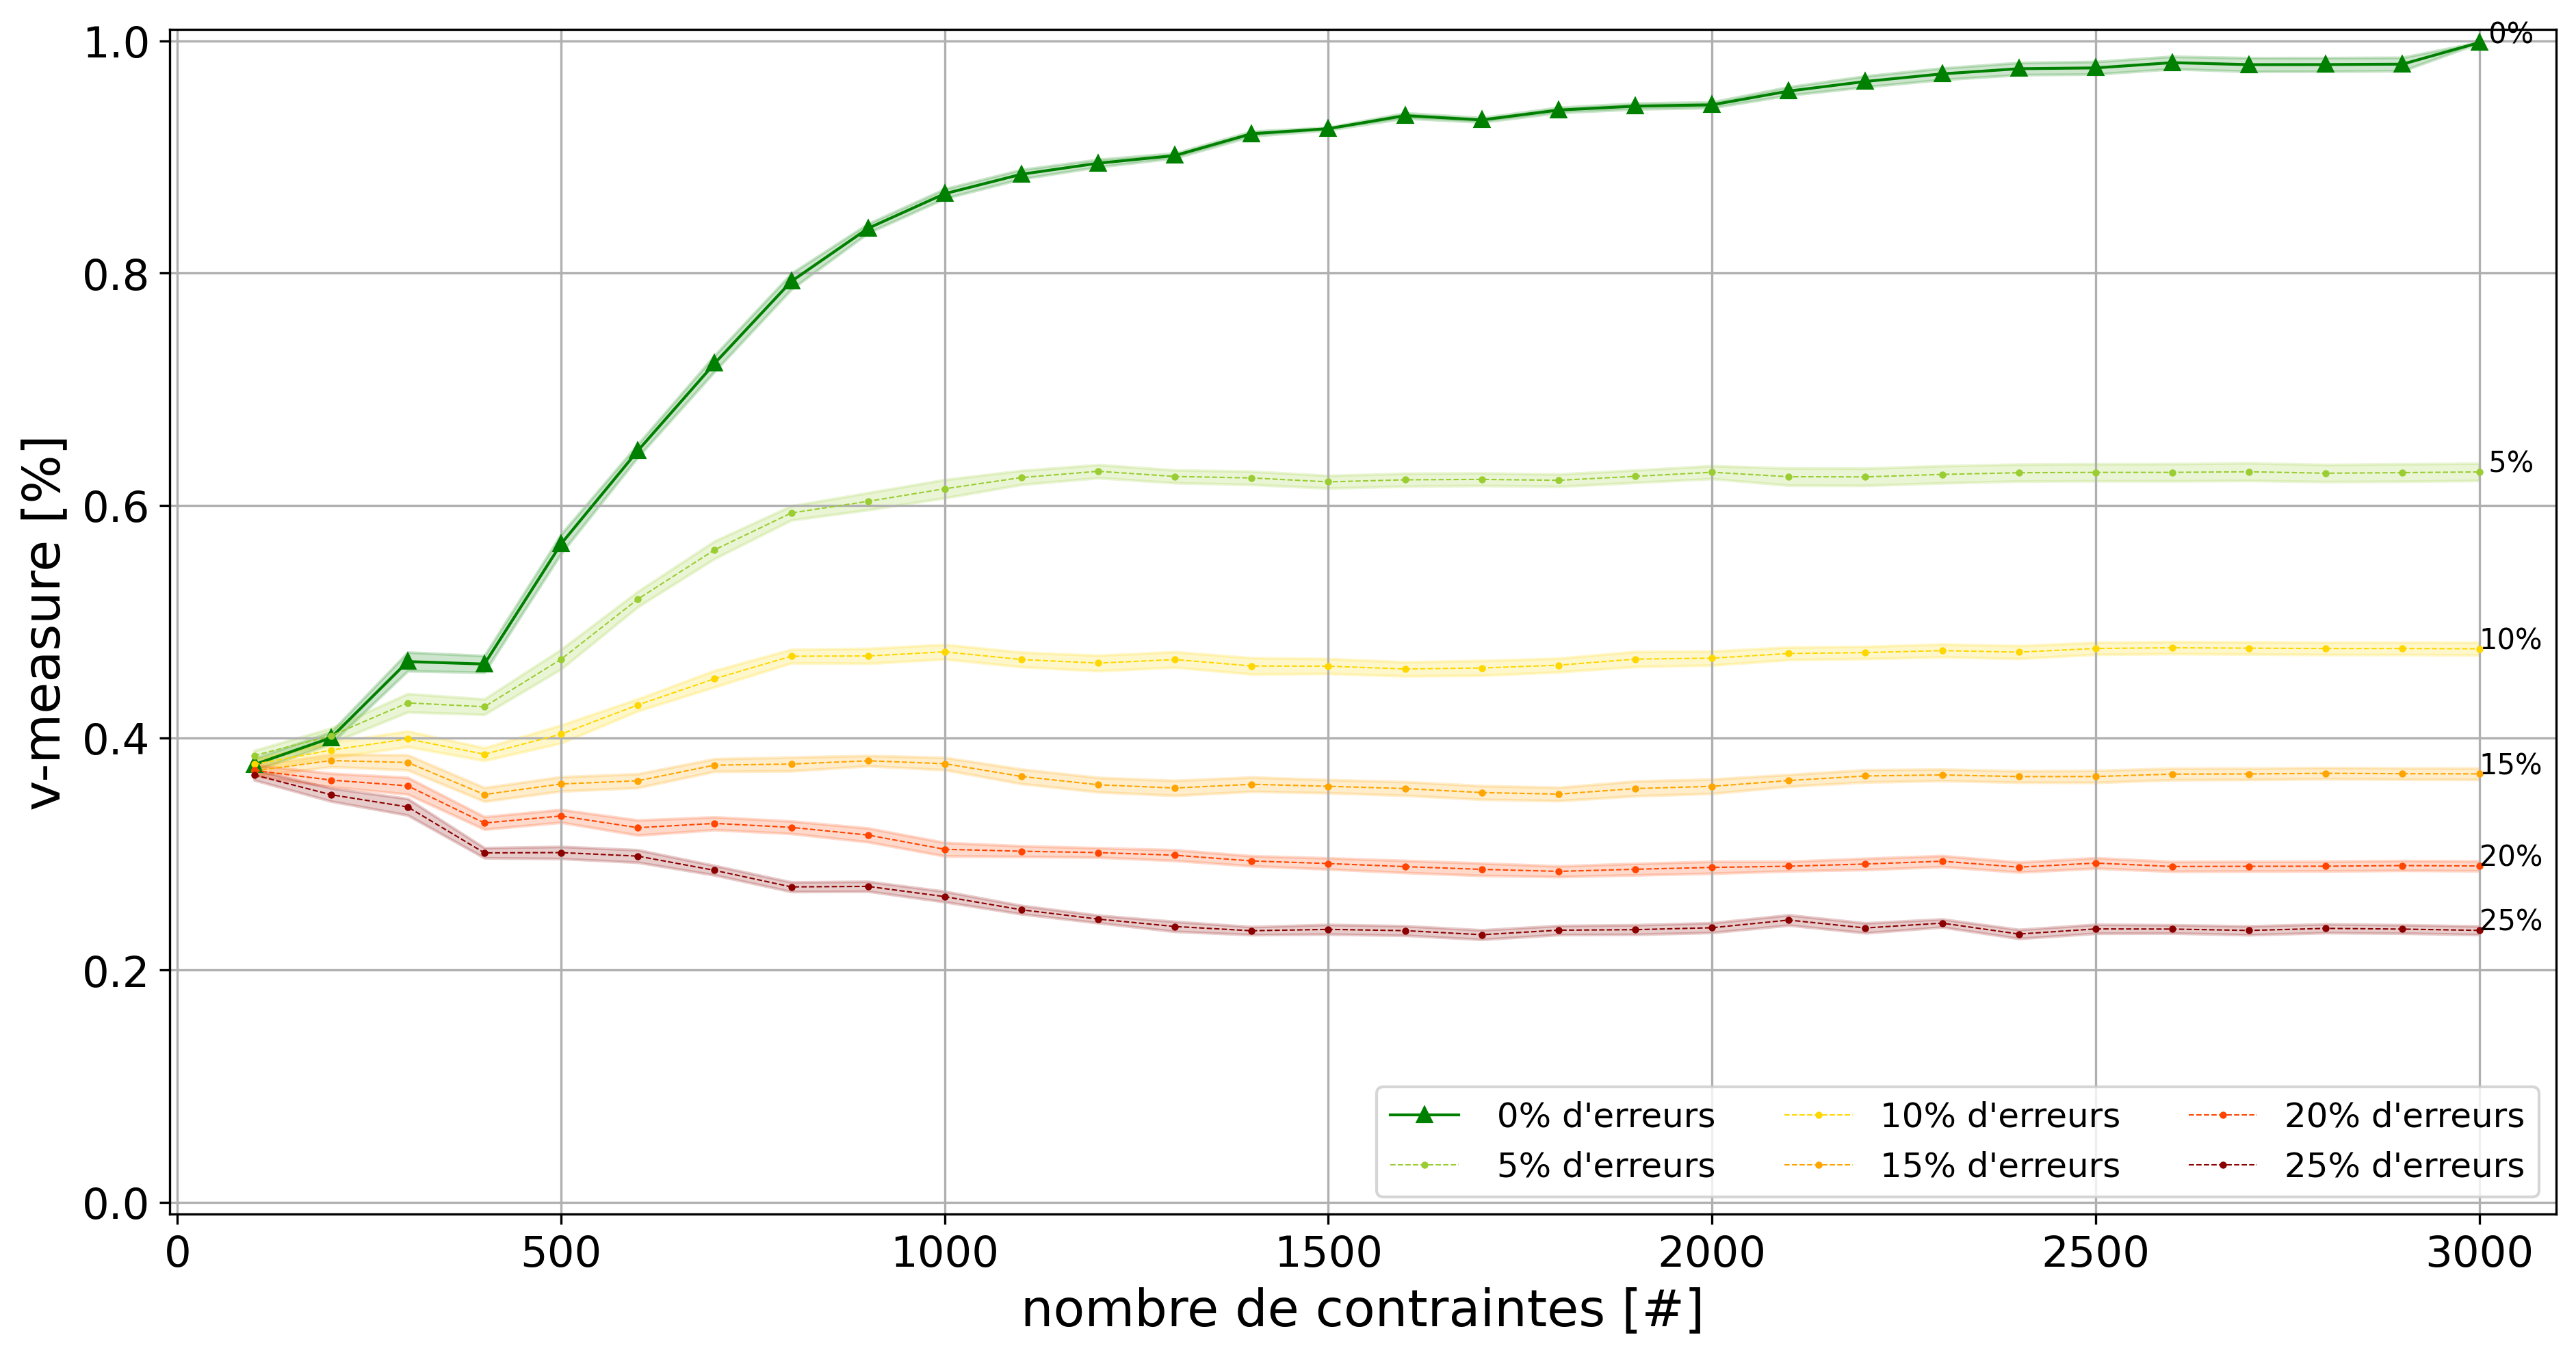 1.0
0.8
0.6
0.4
0.2
0.0
v-measure [%]
0%
5%
10%
15%
20%
25%
0% d'erreurs
5% d'erreurs
10% d'erreurs
15% d'erreurs
20% d'erreurs
25% d'erreurs
0 500 1000 1500 2000 2500 3000
nombre de contraintes [#]